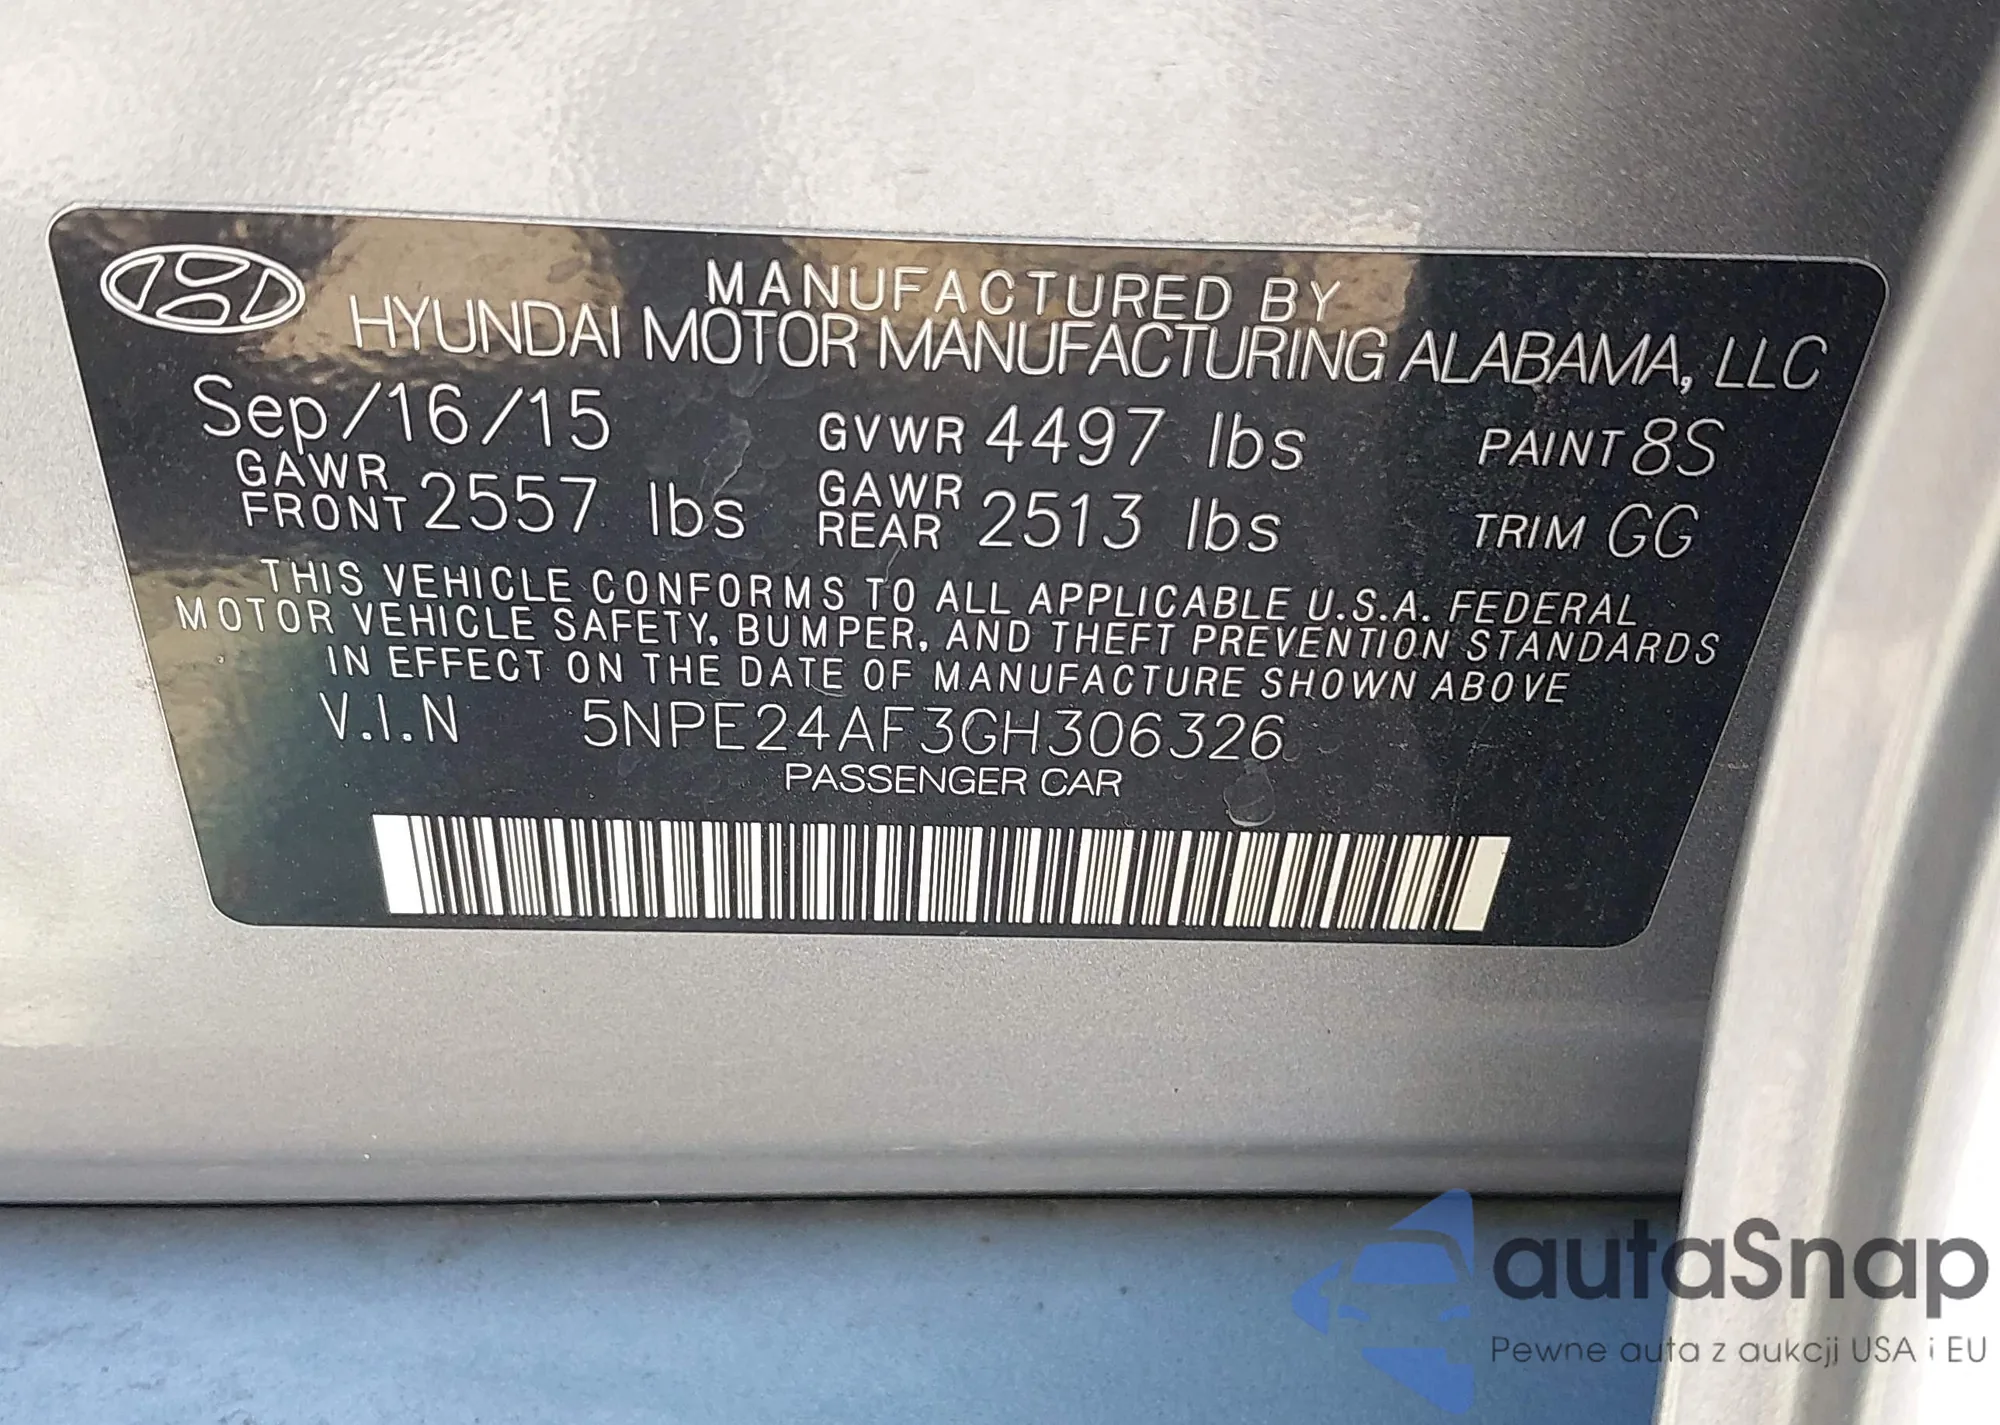 MANUFACTURED BY
HYUNDAI MOTOR MANUFACTURING ALABAMA, LLC
Sep/16/15 GVWR 4497 lbs PAINT 8S
GAWR FRONT 2557 lbs GAWR REAR 2513 lbs TRIM GG
THIS VEHICLE CONFORMS TO ALL APPLICABLE U.S.A. FEDERAL
MOTOR VEHICLE SAFETY, BUMPER, AND THEFT PREVENTION STANDARDS
IN EFFECT ON THE DATE OF MANUFACTURE SHOWN ABOVE
V.I.N 5NPE24AF3GH306326
PASSENGER CAR
autaSnap
Pewne auta z aukcji USA i EU